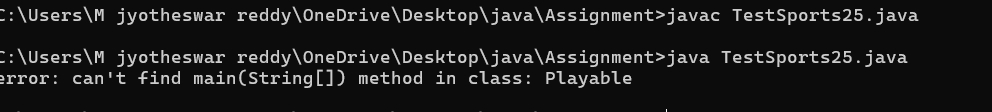 C:\Users\M jyotheswar reddy\OneDrive\Desktop\java\Assignment>javac TestSports25.java
C:\Users\M jyotheswar reddy\OneDrive\Desktop\java\Assignment>java TestSports25.java
error: can't find main(String[]) method in class: Playable